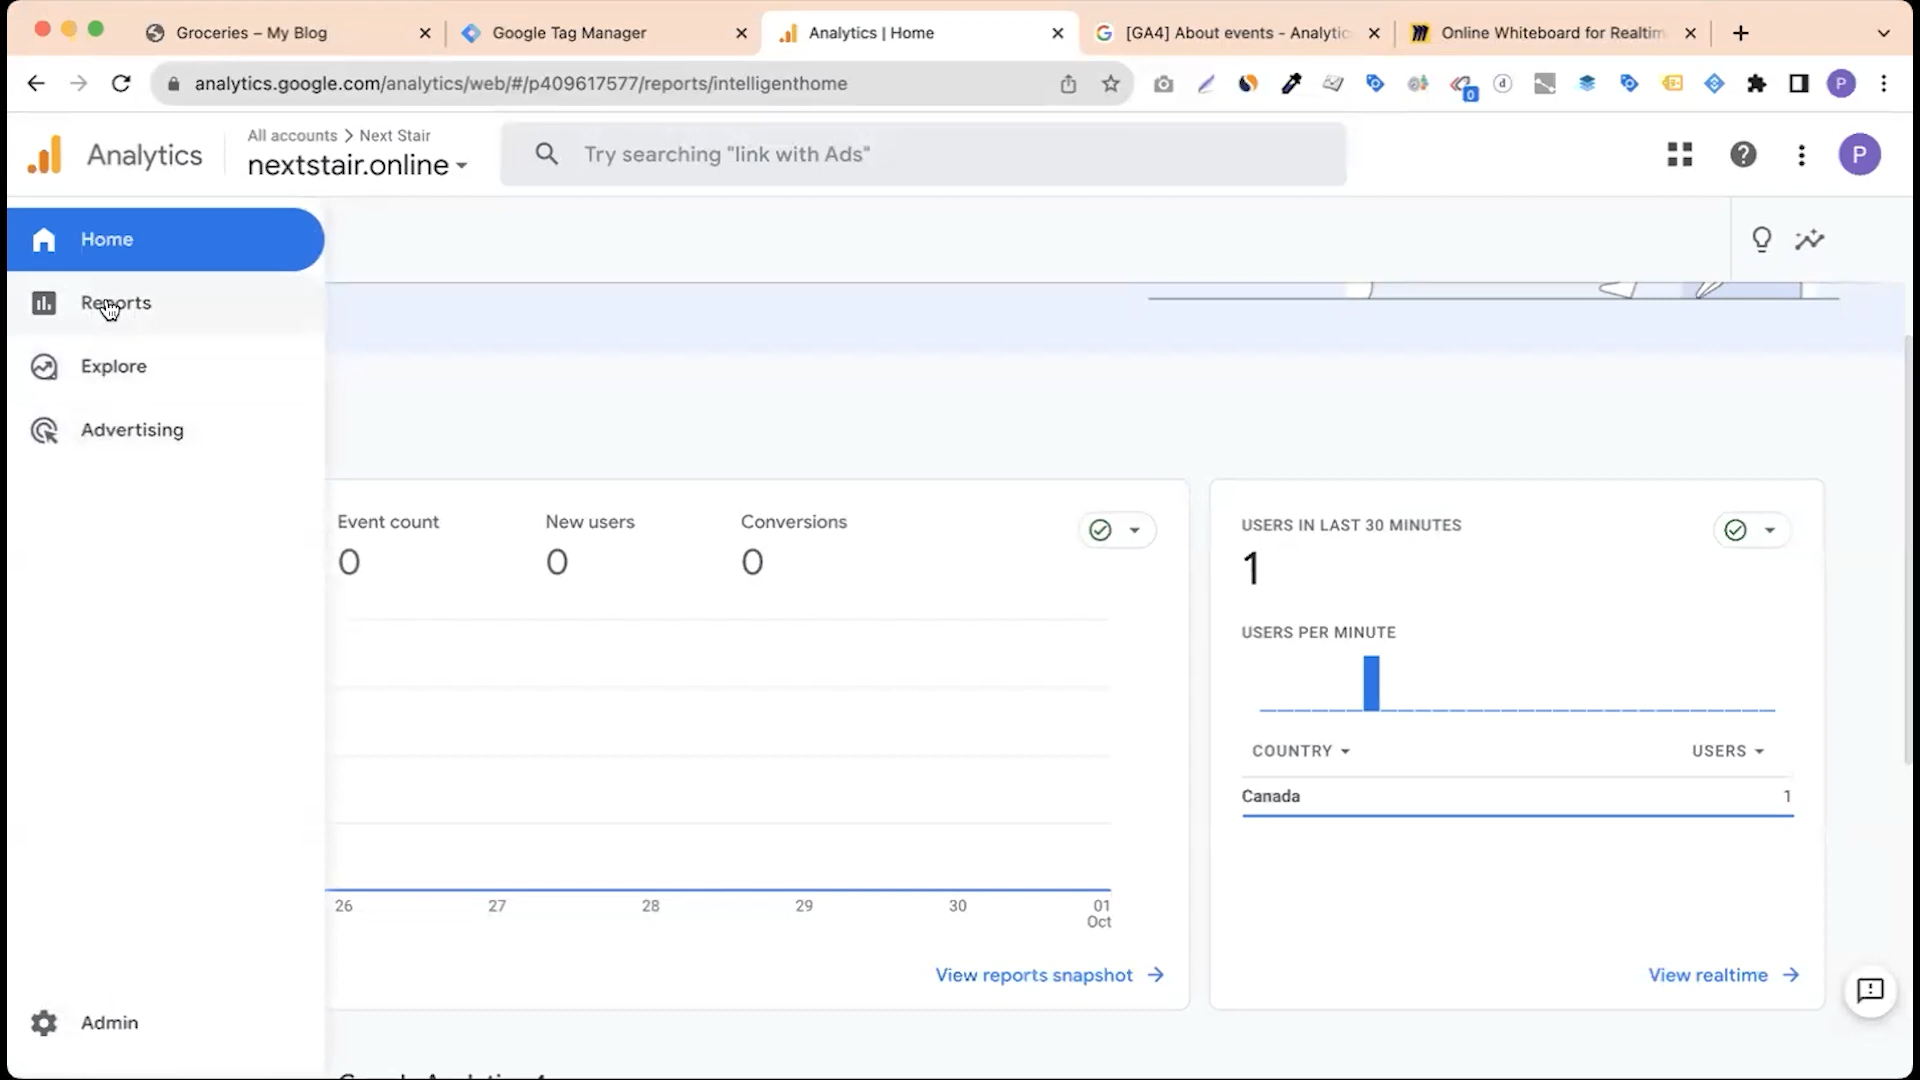 Groceries – My Blog
Google Tag Manager
Analytics | Home
[GA4] About events - Analytic
Online Whiteboard for Realtim
analytics.google.com/analytics/web/#/p409617577/reports/intelligenthome
0
d
P
Analytics
All accounts > Next Stair
nextstair.online
Try searching "link with Ads"
P
Home
Reports
Explore
Advertising
Admin
Event count
0
New users
0
Conversions
0
26 27 28 29 30 01
Oct
View reports snapshot
USERS IN LAST 30 MINUTES
1
USERS PER MINUTE
COUNTRY USERS
Canada 1
View realtime